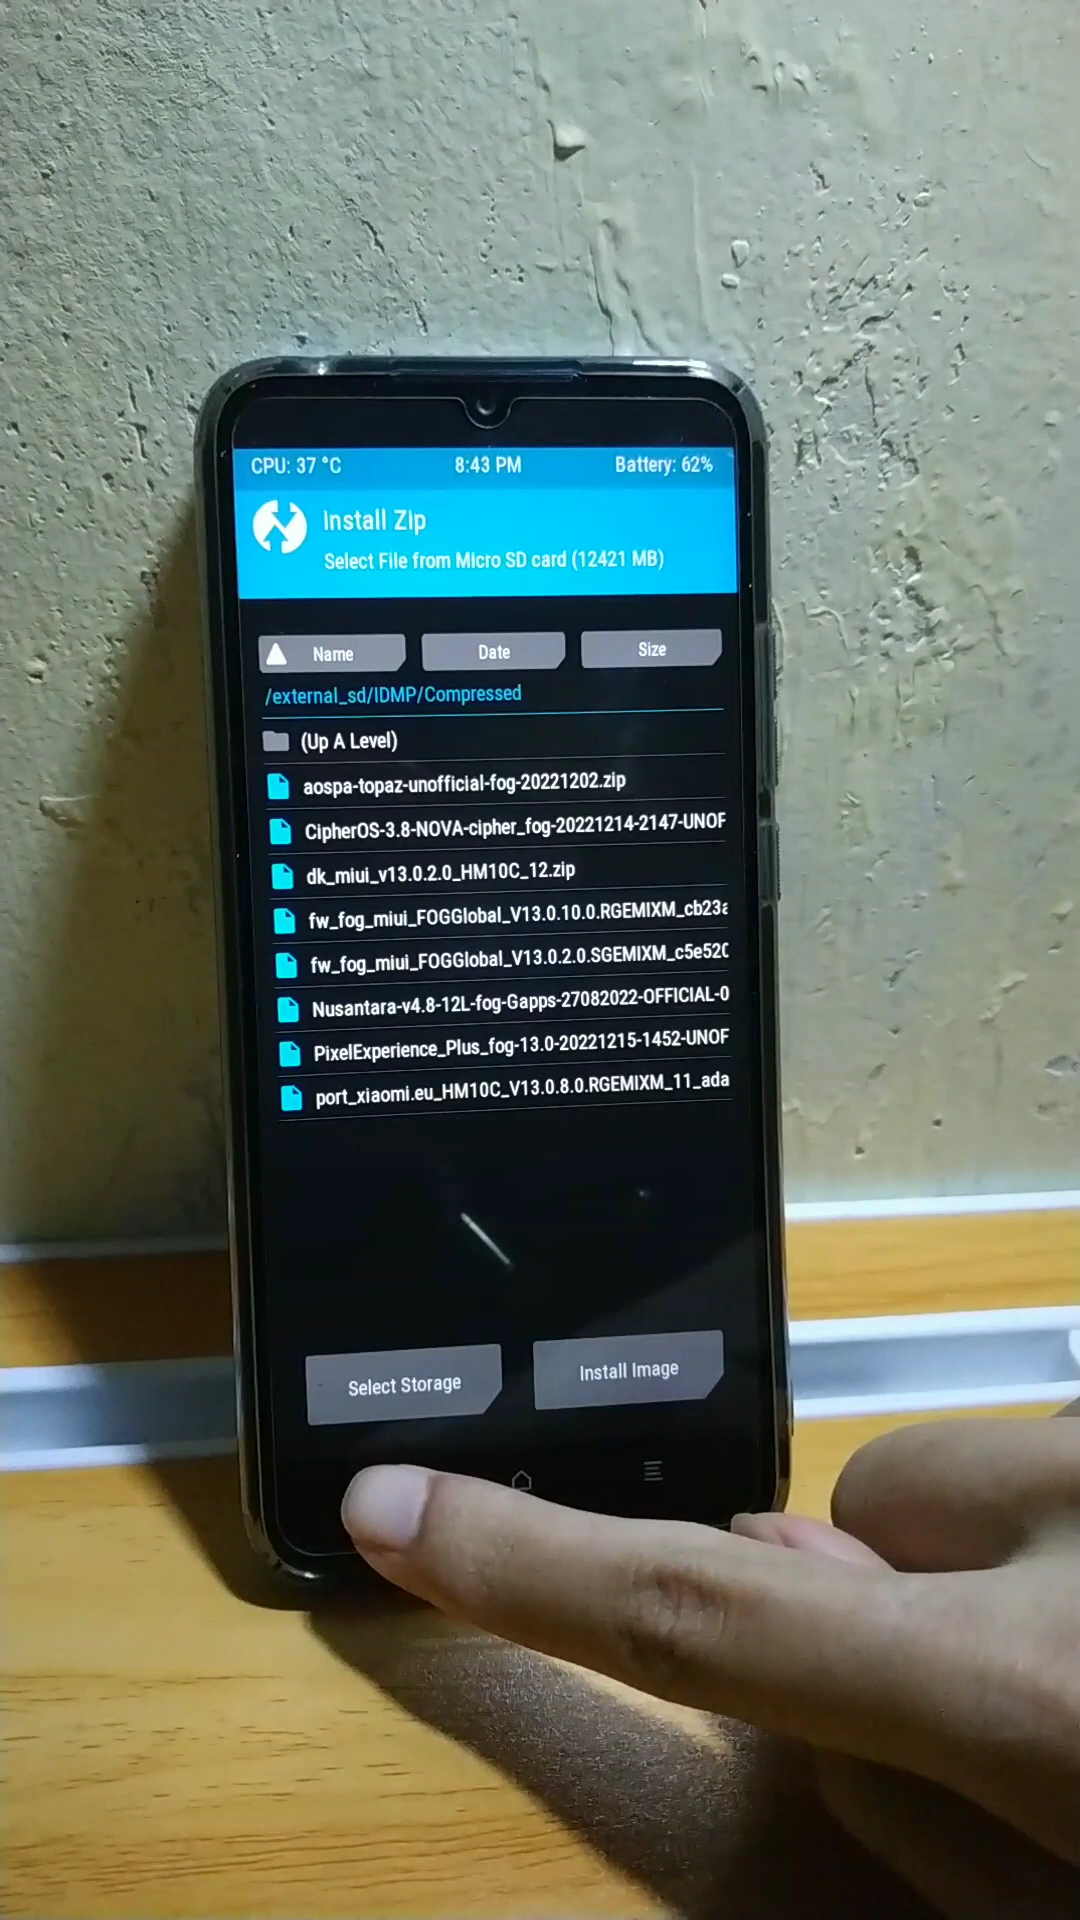 CPU: 37 °C 8:43 PM Battery: 62%
Install Zip
Select File from Micro SD card (12421 MB)
Name Date Size
/external_sd/IDMP/Compressed
(Up A Level)
aospa-topaz-unofficial-fog-20221202.zip
CipherOS-3.8-NOVA-cipher_fog-20221214-2147-UNOF
dk_miui_v13.0.2.0_HM10C_12.zip
fw_fog_miui_FOGGlobal_V13.0.10.0.RGEMIXM_cb23a
fw_fog_miui_FOGGlobal_V13.0.2.0.SGEMIXM_c5e520
Nusantara-v4.8-12L-fog-Gapps-27082022-OFFICIAL-0
PixelExperience_Plus_fog-13.0-20221215-1452-UNOF
port_xiaomi.eu_HM10C_V13.0.8.0.RGEMIXM_11_ada
Select Storage Install Image